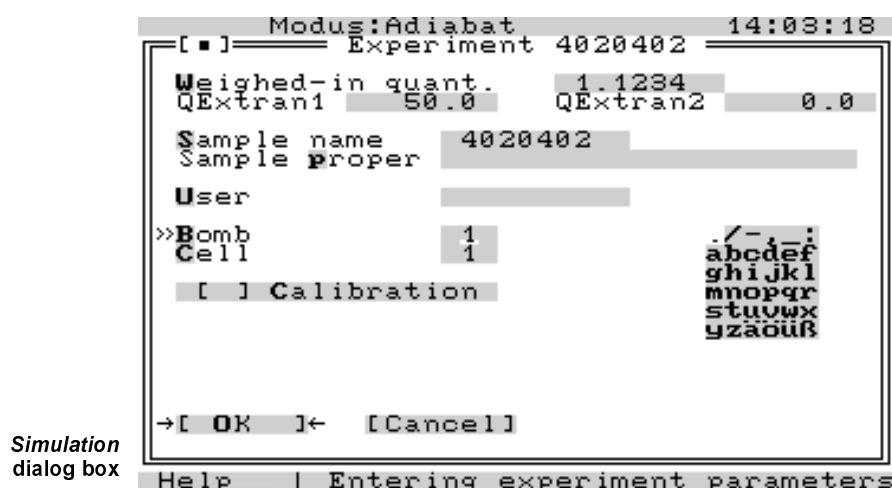 Modus:Adiabat 14:03:18
[■] Experiment 4020402
Weighed-in quant. 1.1234
QExtran1 50.0 QExtran2 0.0
Sample name 4020402
Sample proper
User
»Bomb 1 ./-,_:
Cell 1 abcdef
ghijkl
[ ] Calibration mnopqr
stuvwx
yzäöüß
→[ OK ]← [Cancel]
Simulation
dialog box
Help | Entering experiment parameters